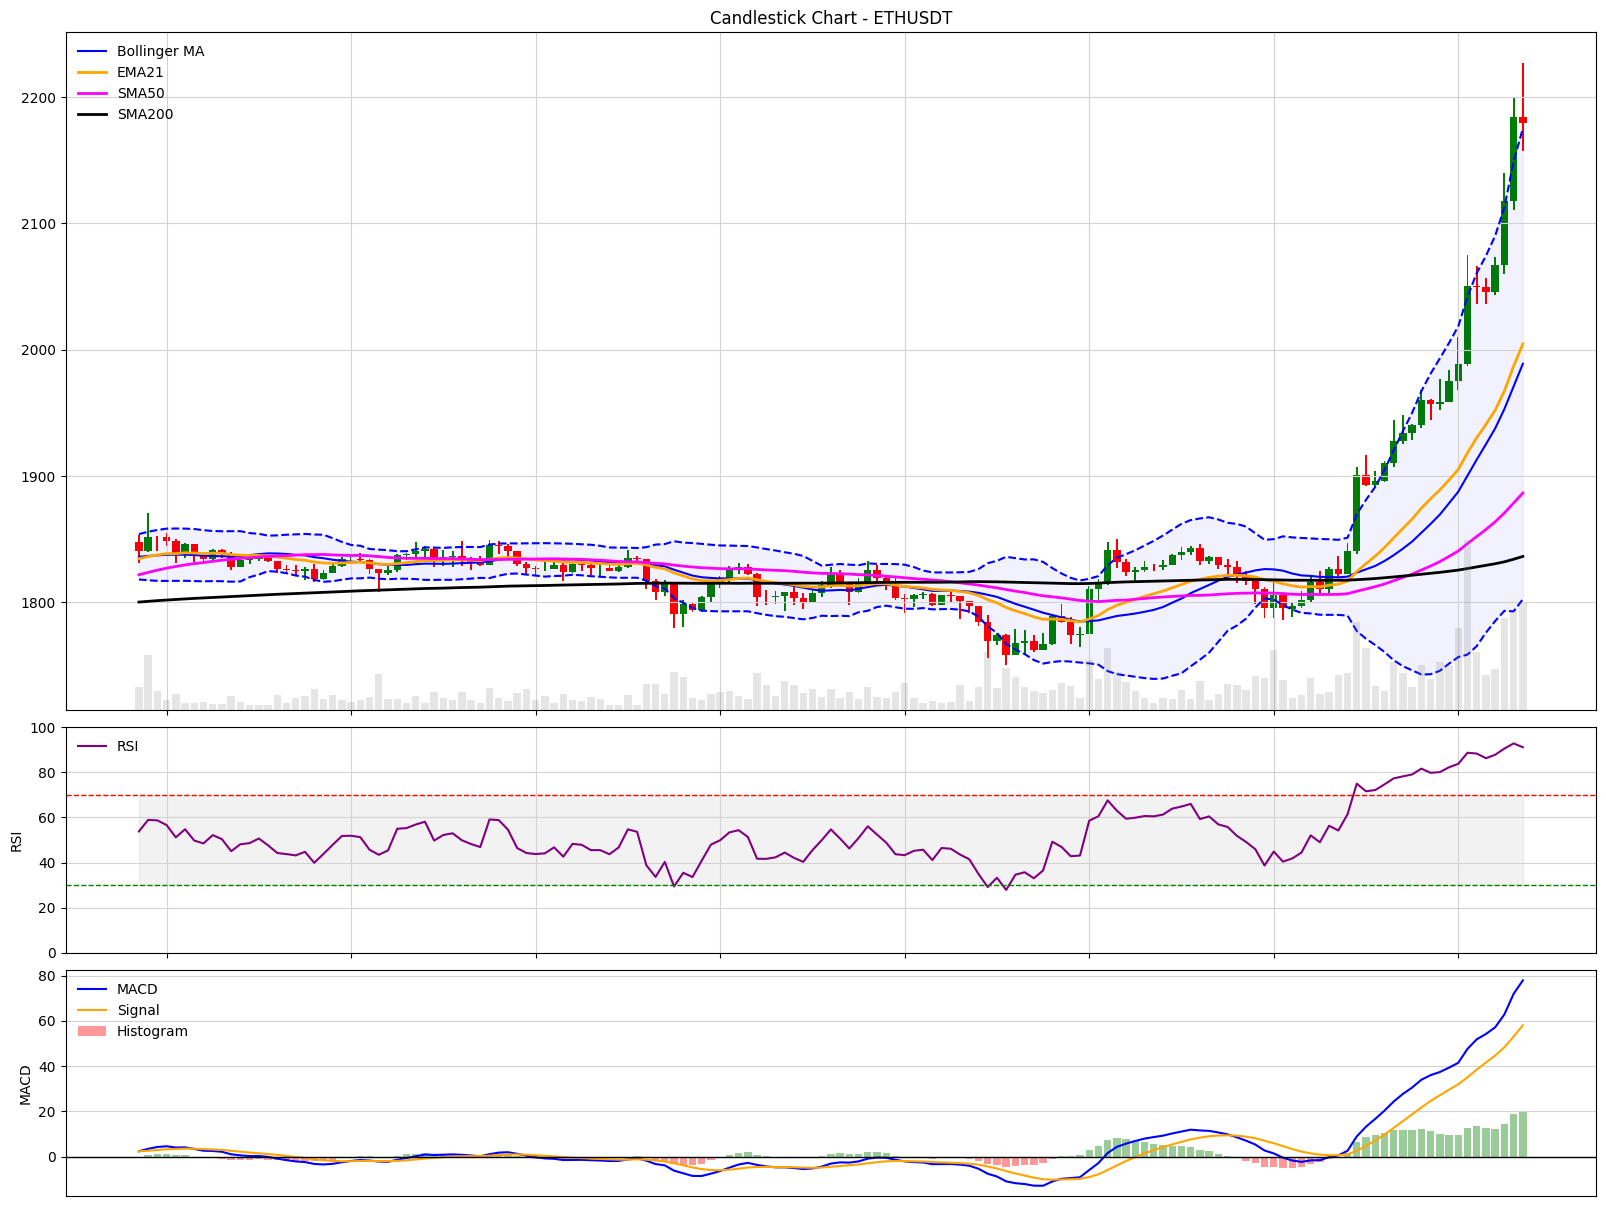 Candlestick Chart - ETHUSDT
Bollinger MA
EMA21
SMA50
SMA200
2200
2100
2000
1900
1800
100
RSI
80
60
RSI
40
20
0
80
MACD
Signal
60
Histogram
40
MACD
20
0